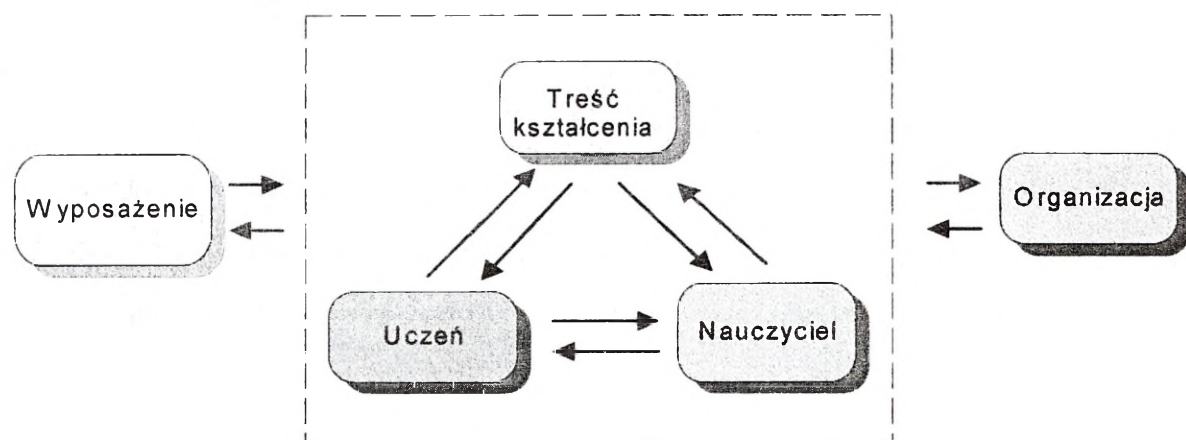 Treść
kształcenia
Wyposażenie
Organizacja
Uczeń
Nauczyciel